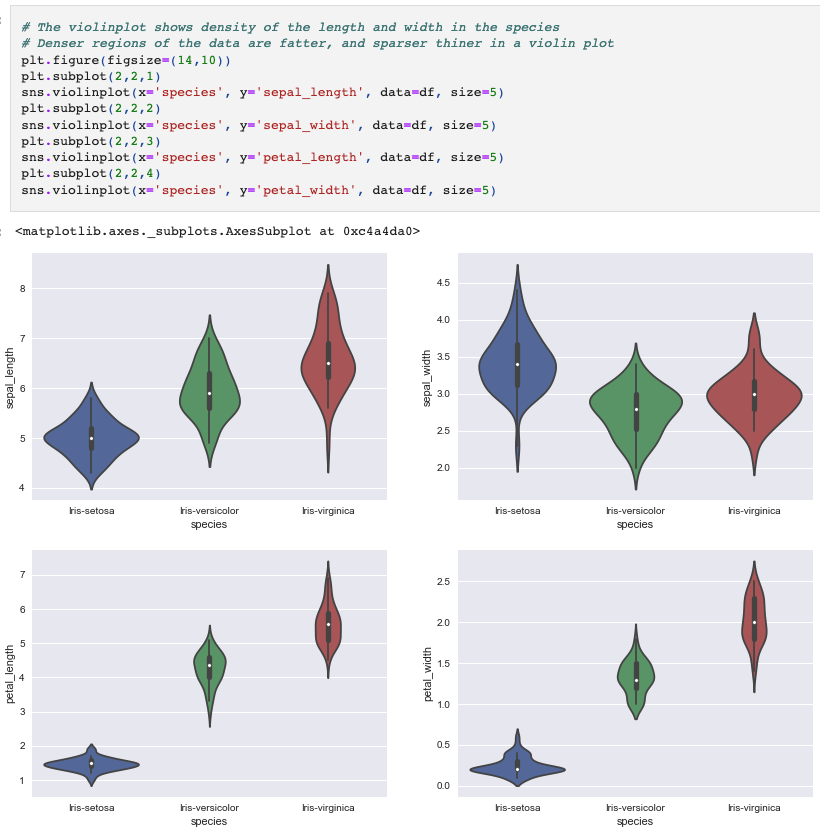 # The violinplot shows density of the length and width in the species
# Denser regions of the data are fatter, and sparser thiner in a violin plot
plt.figure(figsize=(14,10))
plt.subplot(2,2,1)
sns.violinplot(x='species', y='sepal_length', data=df, size=5)
plt.subplot(2,2,2)
sns.violinplot(x='species', y='sepal_width', data=df, size=5)
plt.subplot(2,2,3)
sns.violinplot(x='species', y='petal_length', data=df, size=5)
plt.subplot(2,2,4)
sns.violinplot(x='species', y='petal_width', data=df, size=5)
<matplotlib.axes._subplots.AxesSubplot at 0xc4a4da0>
8
7
6
5
4
sepal_length
Iris-setosa Iris-versicolor Iris-virginica
species
4.5
4.0
3.5
3.0
2.5
2.0
sepal_width
Iris-setosa Iris-versicolor Iris-virginica
species
7
6
5
4
3
2
1
petal_length
Iris-setosa Iris-versicolor Iris-virginica
species
2.5
2.0
1.5
1.0
0.5
0.0
petal_width
Iris-setosa Iris-versicolor Iris-virginica
species